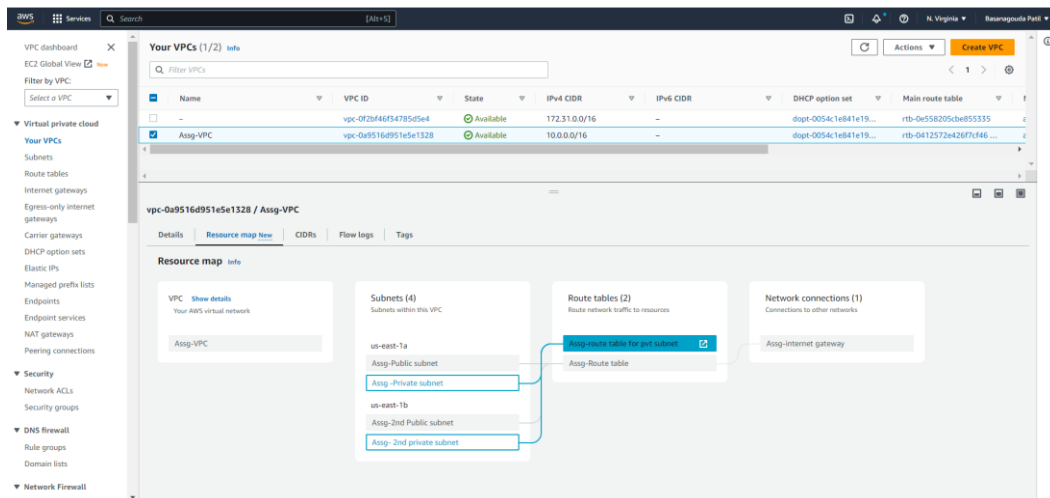 aws Services Search [Alt+S] N. Virginia Basanagouda Patil
VPC dashboard
EC2 Global View New
Filter by VPC:
Select a VPC
Virtual private cloud
Your VPCs
Subnets
Route tables
Internet gateways
Egress-only internet
gateways
Carrier gateways
DHCP option sets
Elastic IPs
Managed prefix lists
Endpoints
Endpoint services
NAT gateways
Peering connections
Security
Network ACLs
Security groups
DNS firewall
Rule groups
Domain lists
Network Firewall
Your VPCs (1/2) Info
Actions Create VPC
Filter VPCs
1
Name VPC ID State IPv4 CIDR IPv6 CIDR DHCP option set Main route table
– vpc-0f2bf46f34785d5e4 Available 172.31.0.0/16 – dopt-0054c1e841e19... rtb-0e558205cbe855335
Assg-VPC vpc-0a9516d951e5e1328 Available 10.0.0.0/16 – dopt-0054c1e841e19... rtb-0412572e426f7cf46 ...
vpc-0a9516d951e5e1328 / Assg-VPC
Details Resource map New CIDRs Flow logs Tags
Resource map Info
VPC Show details
Your AWS virtual network
Assg-VPC
Subnets (4)
Subnets within this VPC
us-east-1a
Assg-Public subnet
Assg -Private subnet
us-east-1b
Assg-2nd Public subnet
Assg- 2nd private subnet
Route tables (2)
Route network traffic to resources
Assg-route table for pvt subnet
Assg-Route table
Network connections (1)
Connections to other networks
Assg-internet gateway